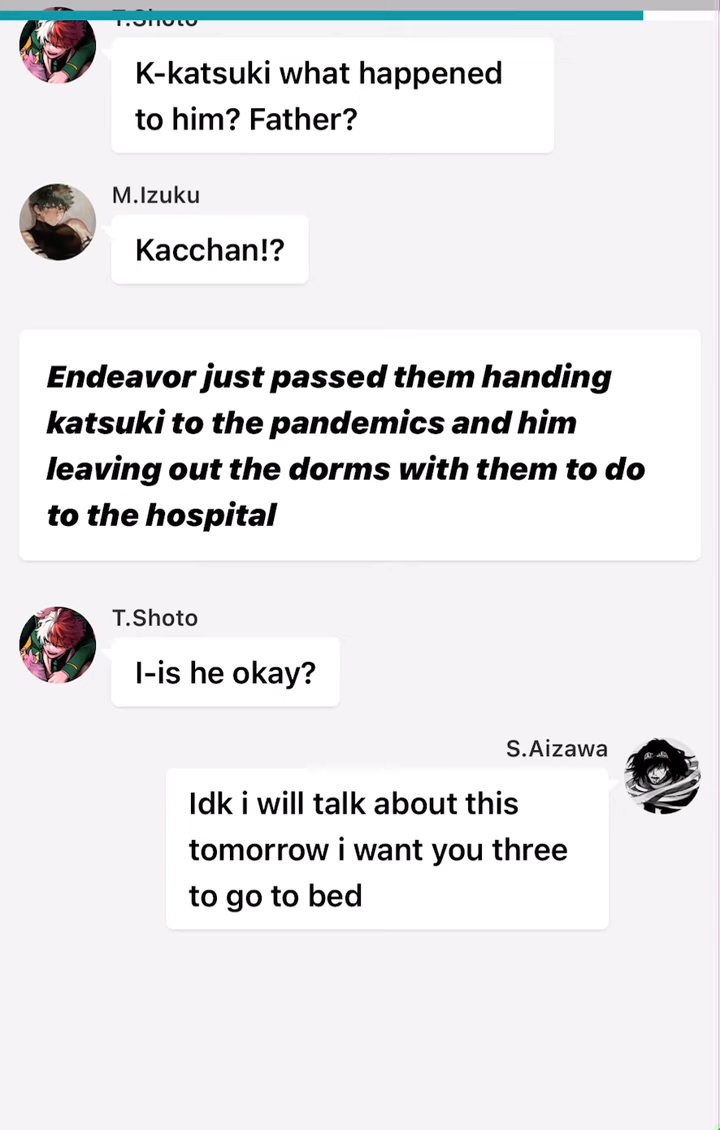 T.Shoto
K-katsuki what happened
to him? Father?
M.Izuku
Kacchan!?
Endeavor just passed them handing
katsuki to the pandemics and him
leaving out the dorms with them to do
to the hospital
T.Shoto
I-is he okay?
S.Aizawa
Idk i will talk about this
tomorrow i want you three
to go to bed